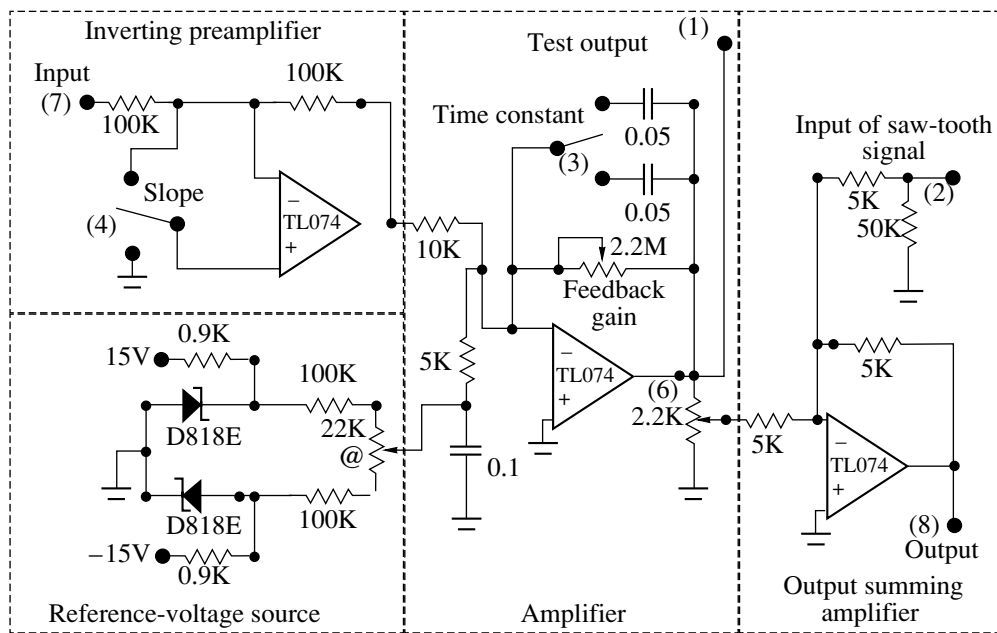 Inverting preamplifier
Input
(7)
100K
100K
Slope
(4)
−
TL074
+
Test output
(1)
Time constant
(3)
0.05
0.05
10K
2.2M
Feedback
gain
5K
−
TL074
+
(6)
2.2K
0.1
Amplifier
Input of saw-tooth
signal
(2)
5K
50K
5K
5K
−
TL074
+
(8)
Output
Output summing
amplifier
0.9K
15V
100K
D818E
22K
@
D818E
100K
−15V
0.9K
Reference-voltage source